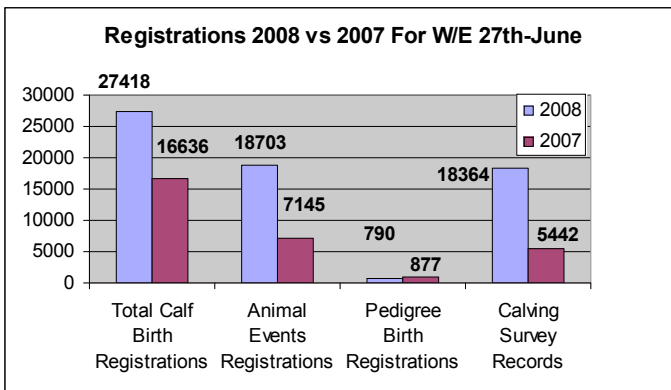 Registrations 2008 vs 2007 For W/E 27th-June
27418
30000
25000
20000
15000
10000
5000
0
16636
18703
7145
790
877
18364
5442
2008
2007
Total Calf
Birth
Registrations
Animal
Events
Registrations
Pedigree
Birth
Registrations
Calving
Survey
Records